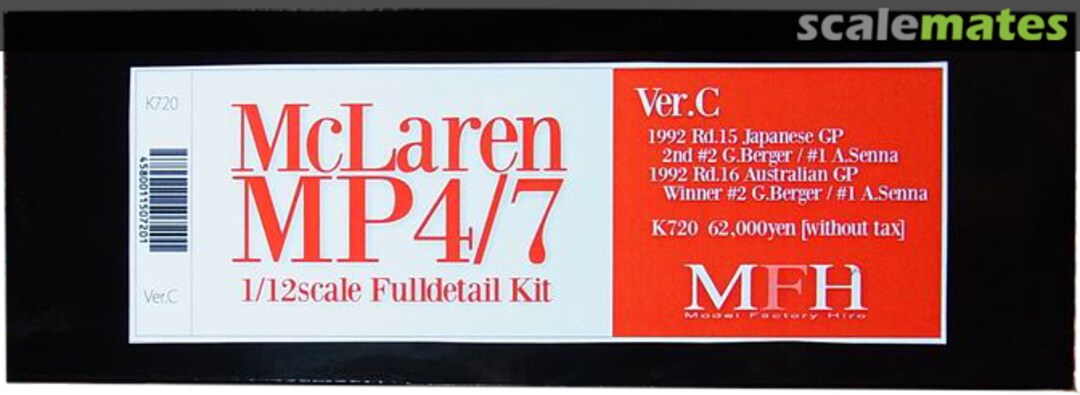 scalemates
K720
4580011507201
Ver.C
McLaren
MP4/7
1/12scale Fulldetail Kit
Ver.C
1992 Rd.15 Japanese GP
2nd #2 G.Berger / #1 A.Senna
1992 Rd.16 Australian GP
Winner #2 G.Berger / #1 A.Senna
K720 62,000yen [without tax]
MFH
Model Factory Hiro